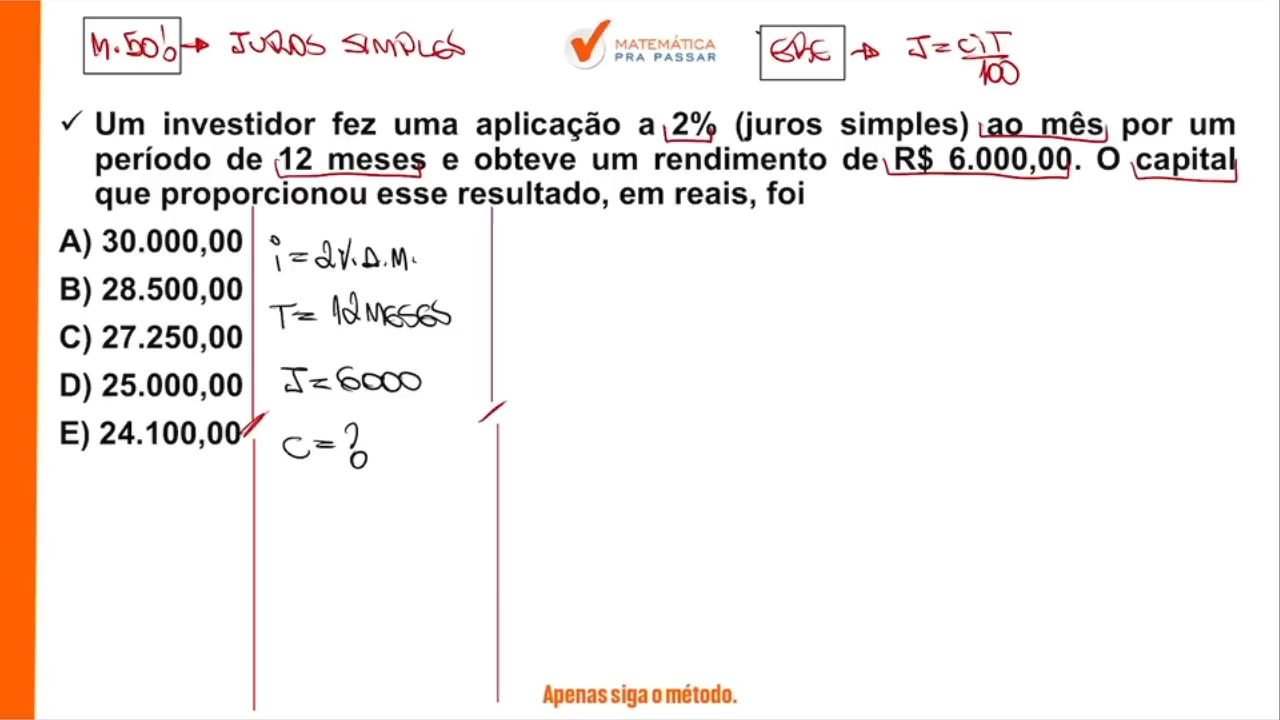 M.50% → JUROS SIMPLES
MATEMÁTICA
PRA PASSAR
J = CIT
100
✓ Um investidor fez uma aplicação a 2% (juros simples) ao mês por um
período de 12 meses e obteve um rendimento de R$ 6.000,00. O capital
que proporcionou esse resultado, em reais, foi
A) 30.000,00
B) 28.500,00
C) 27.250,00
D) 25.000,00
E) 24.100,00
i = 2% A.M.
T = 12 MESES
J = 6000
C = ?
Apenas siga o método.